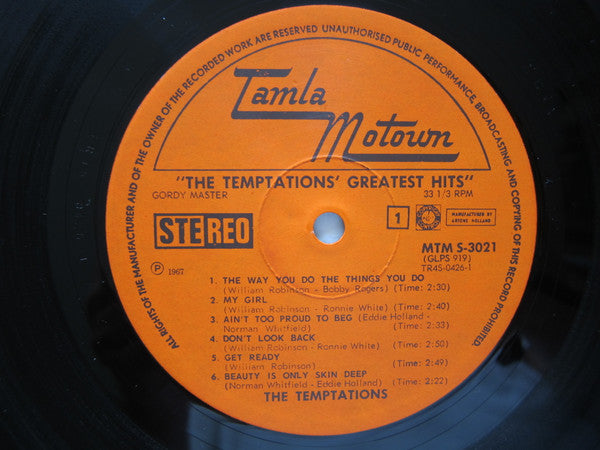 ALL RIGHTS OF THE MANUFACTURER AND OF THE OWNER OF THE RECORDED WORK ARE RESERVED UNAUTHORISED PUBLIC PERFORMANCE, BROADCASTING AND COPYING OF THIS RECORD PROHIBITED.
Tamla
Motown
"THE TEMPTATIONS' GREATEST HITS"
GORDY MASTER 33 1/3 RPM
STEREO 1 MANUFACTURED BY
ARTONE HOLLAND
MTM S-3021
(GLPS 919)
TR4S-0426-1
P 1967
1. THE WAY YOU DO THE THINGS YOU DO
(William Robinson - Bobby Rogers) (Time: 2:30)
2. MY GIRL
(William Robinson - Ronnie White) (Time: 2:40)
3. AIN'T TOO PROUD TO BEG (Eddie Holland -
Norman Whitfield) (Time: 2:33)
4. DON'T LOOK BACK
(William Robinson - Ronnie White) (Time: 2:50)
5. GET READY
(William Robinson) (Time: 2:49)
6. BEAUTY IS ONLY SKIN DEEP
(Norman Whitfield - Eddie Holland) (Time: 2:22)
THE TEMPTATIONS